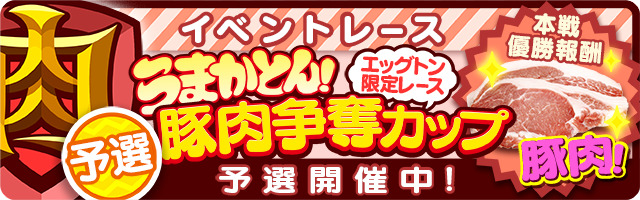 肉
イベントレース
うまかとん!
エッグトン
限定レース
豚肉争奪カップ
予選
予選開催中!
本戦
優勝報酬
豚肉!